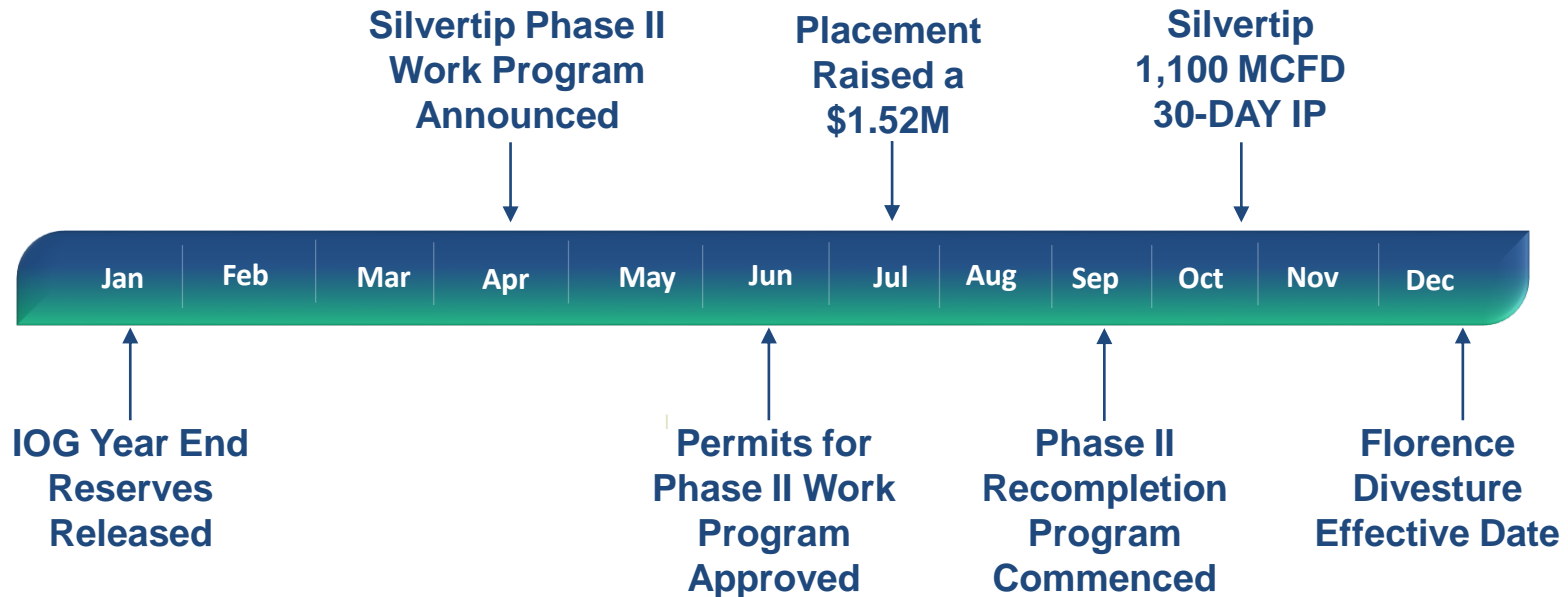 Silvertip Phase II
Work Program
Announced
Placement
Raised a
$1.52M
Silvertip
1,100 MCFD
30-DAY IP
Jan Feb Mar Apr May Jun Jul Aug Sep Oct Nov Dec
IOG Year End
Reserves
Released
Permits for
Phase II Work
Program
Approved
Phase II
Recompletion
Program
Commenced
Florence
Divesture
Effective Date